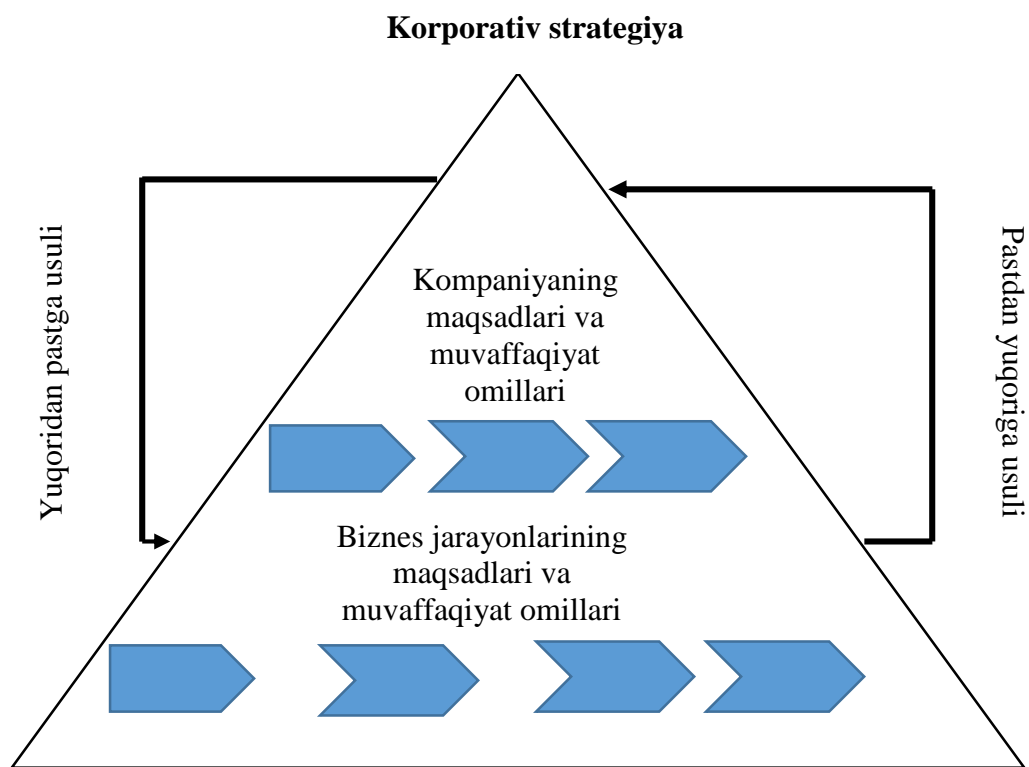 Korporativ strategiya
Yuqoridan pastga usuli
Kompaniyaning
maqsadlari va
muvaffaqiyat
omillari
Pastdan yuqoriga usuli
Biznes jarayonlarining
maqsadlari va
muvaffaqiyat omillari